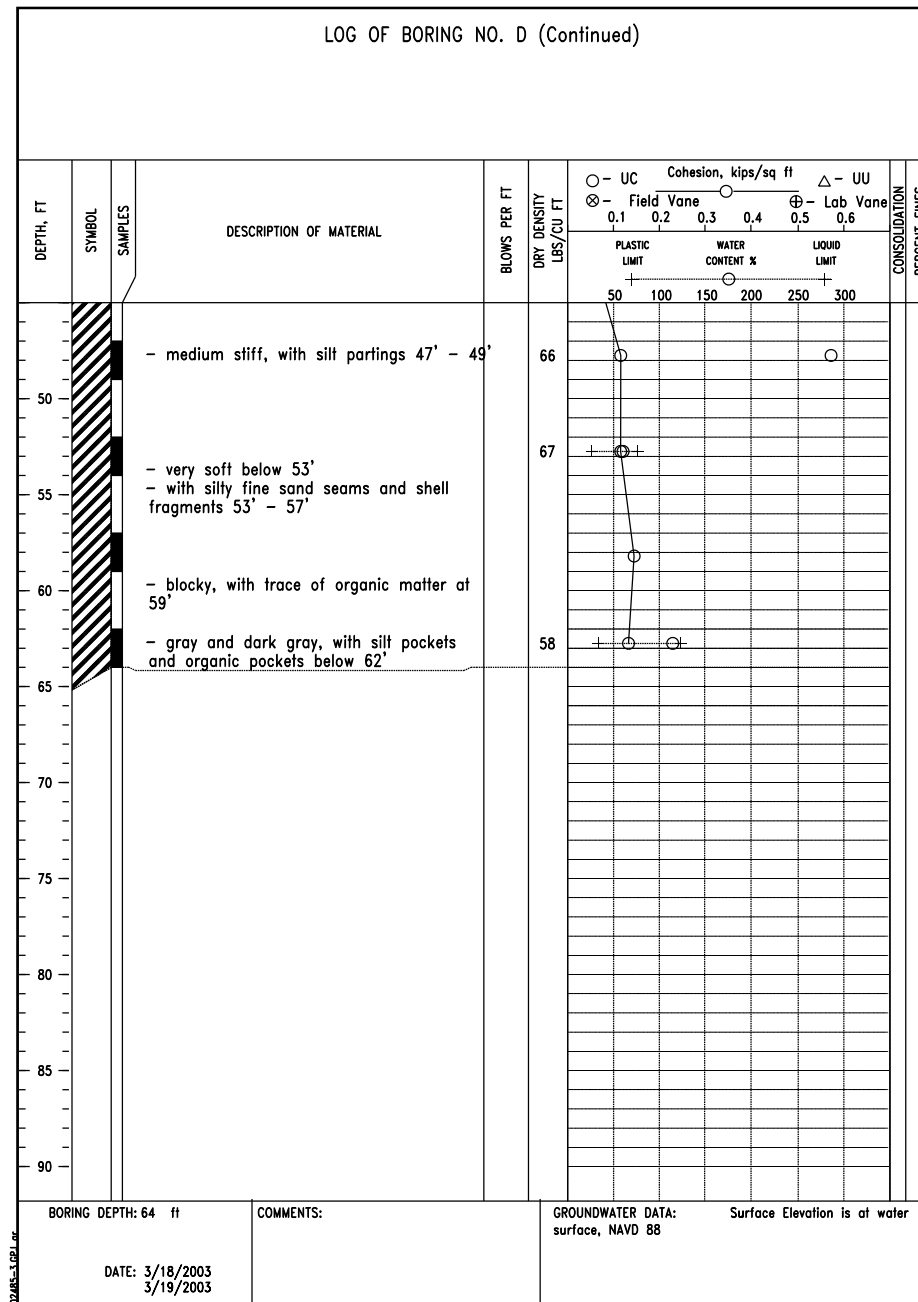 LOG OF BORING NO. D (Continued)
DEPTH, FT
SYMBOL
SAMPLES
DESCRIPTION OF MATERIAL
BLOWS PER FT
DRY DENSITY
LBS/CU FT
○ - UC Cohesion, kips/sq ft △ - UU
⊗ - Field Vane ⊕ - Lab Vane
0.1 0.2 0.3 0.4 0.5 0.6
PLASTIC WATER LIQUID
LIMIT CONTENT % LIMIT
50 100 150 200 250 300
CONSOLIDATION
- medium stiff, with silt partings 47' - 49' 66
50
67
- very soft below 53'
- with silty fine sand seams and shell
55
fragments 53' - 57'
- blocky, with trace of organic matter at
60
59'
- gray and dark gray, with silt pockets 58
and organic pockets below 62'
65
70
75
80
85
90
BORING DEPTH: 64 ft
DATE: 3/18/2003
3/19/2003
COMMENTS:
GROUNDWATER DATA: Surface Elevation is at water
surface, NAVD 88